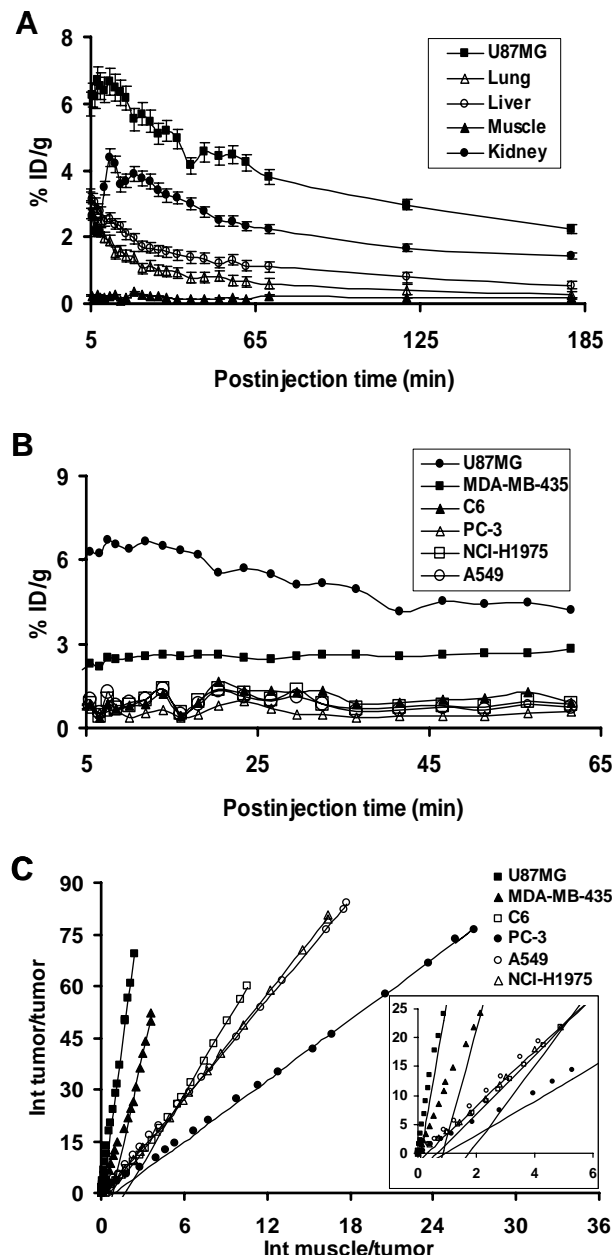 A
8
6
4
2
0
% ID/g
U87MG
Lung
Liver
Muscle
Kidney
5
65
125
185
Postinjection time (min)
B
9
6
3
0
% ID/g
U87MG
MDA-MB-435
C6
PC-3
NCI-H1975
A549
5
25
45
65
Postinjection time (min)
C
90
75
60
45
30
15
0
Int tumor/tumor
U87MG
MDA-MB-435
C6
PC-3
A549
NCI-H1975
25
20
15
10
5
0
0
2
4
6
0
6
12
18
24
30
36
Int muscle/tumor